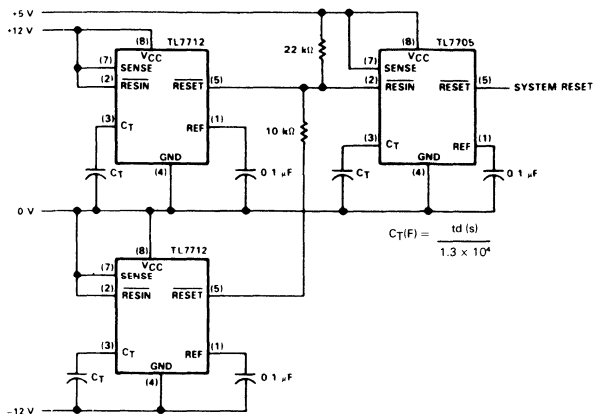 +5 V
+12 V
(8) TL7712
VCC
(7) SENSE
(2) RESIN RESET (5)
(3) CT
REF (1)
GND
(4)
CT
0 1 µF
22 kΩ
10 kΩ
(8) TL7705
VCC
(7) SENSE
(2) RESIN RESET (5) SYSTEM RESET
(3) CT
REF (1)
GND
(4)
CT
0 1 µF
0 V
CT(F) = td (s)
1.3 × 10⁴
(8) TL7712
VCC
(7) SENSE
(2) RESIN RESET (5)
(3) CT
REF (1)
GND
(4)
CT
0 1 µF
−12 V